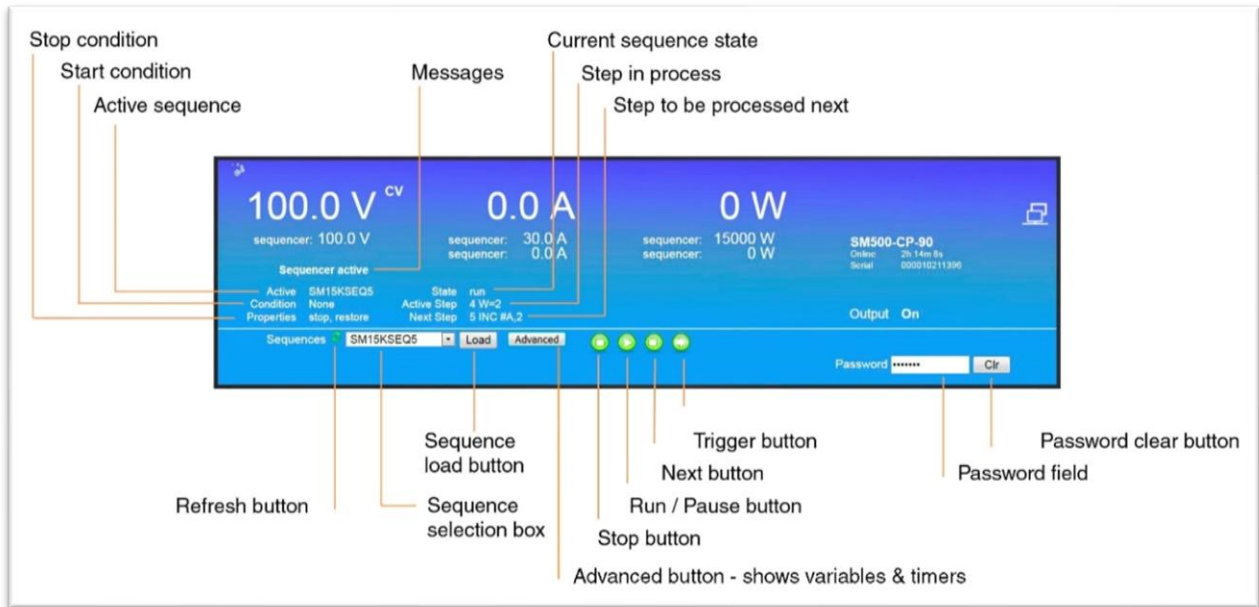 Stop condition
Start condition
Active sequence
Messages
Current sequence state
Step in process
Step to be processed next
100.0 V CV
0.0 A
0 W
sequencer: 100.0 V
sequencer: 30.0 A
sequencer: 0.0 A
sequencer: 15000 W
sequencer: 0 W
SM500-CP-90
Online 2h 14m 8s
Serial 000010211396
Sequencer active
Active SM15KSEQ5
State run
Condition None
Active Step 4 W=2
Properties stop, restore
Next Step 5 INC #A,2
Output On
Sequences SM15KSEQ5 Load Advanced
Password ••••••• Clr
Sequence
load button
Trigger button
Password clear button
Next button
Password field
Refresh button
Sequence
selection box
Run / Pause button
Stop button
Advanced button - shows variables & timers